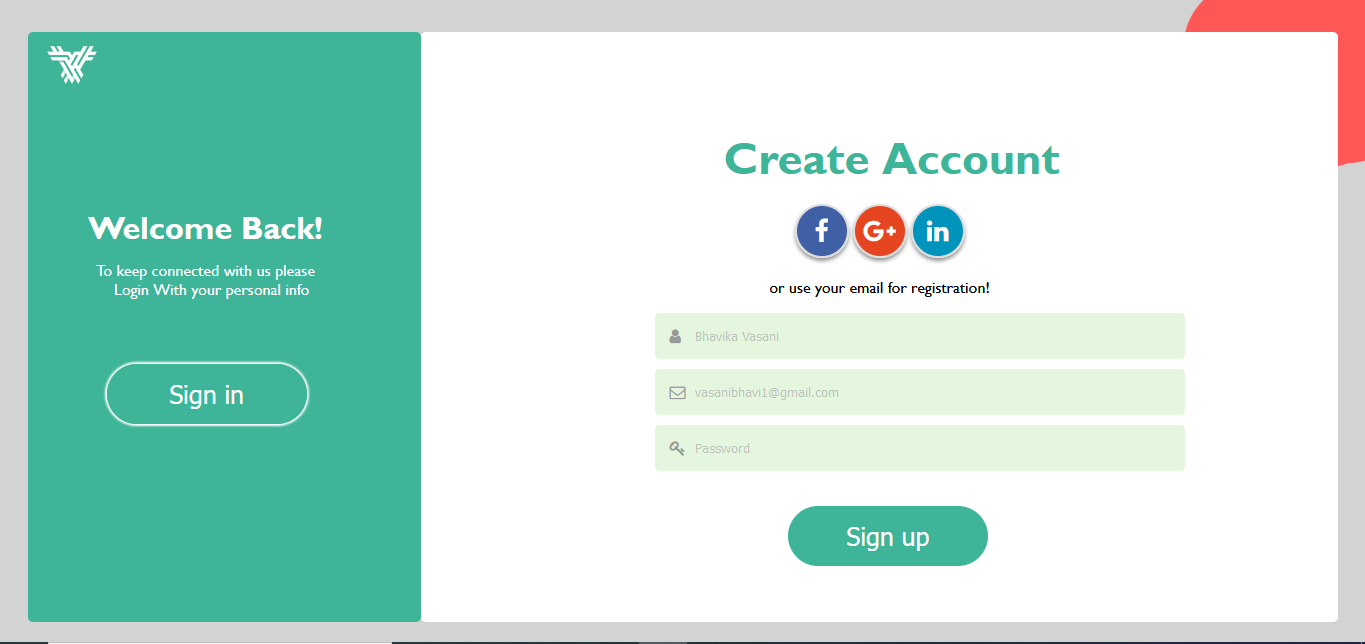 Welcome Back!
To keep connected with us please
Login With your personal info
Sign in
Create Account
f G+ in
or use your email for registration!
Bhavika Vasani
vasanibhavi1@gmail.com
Password
Sign up